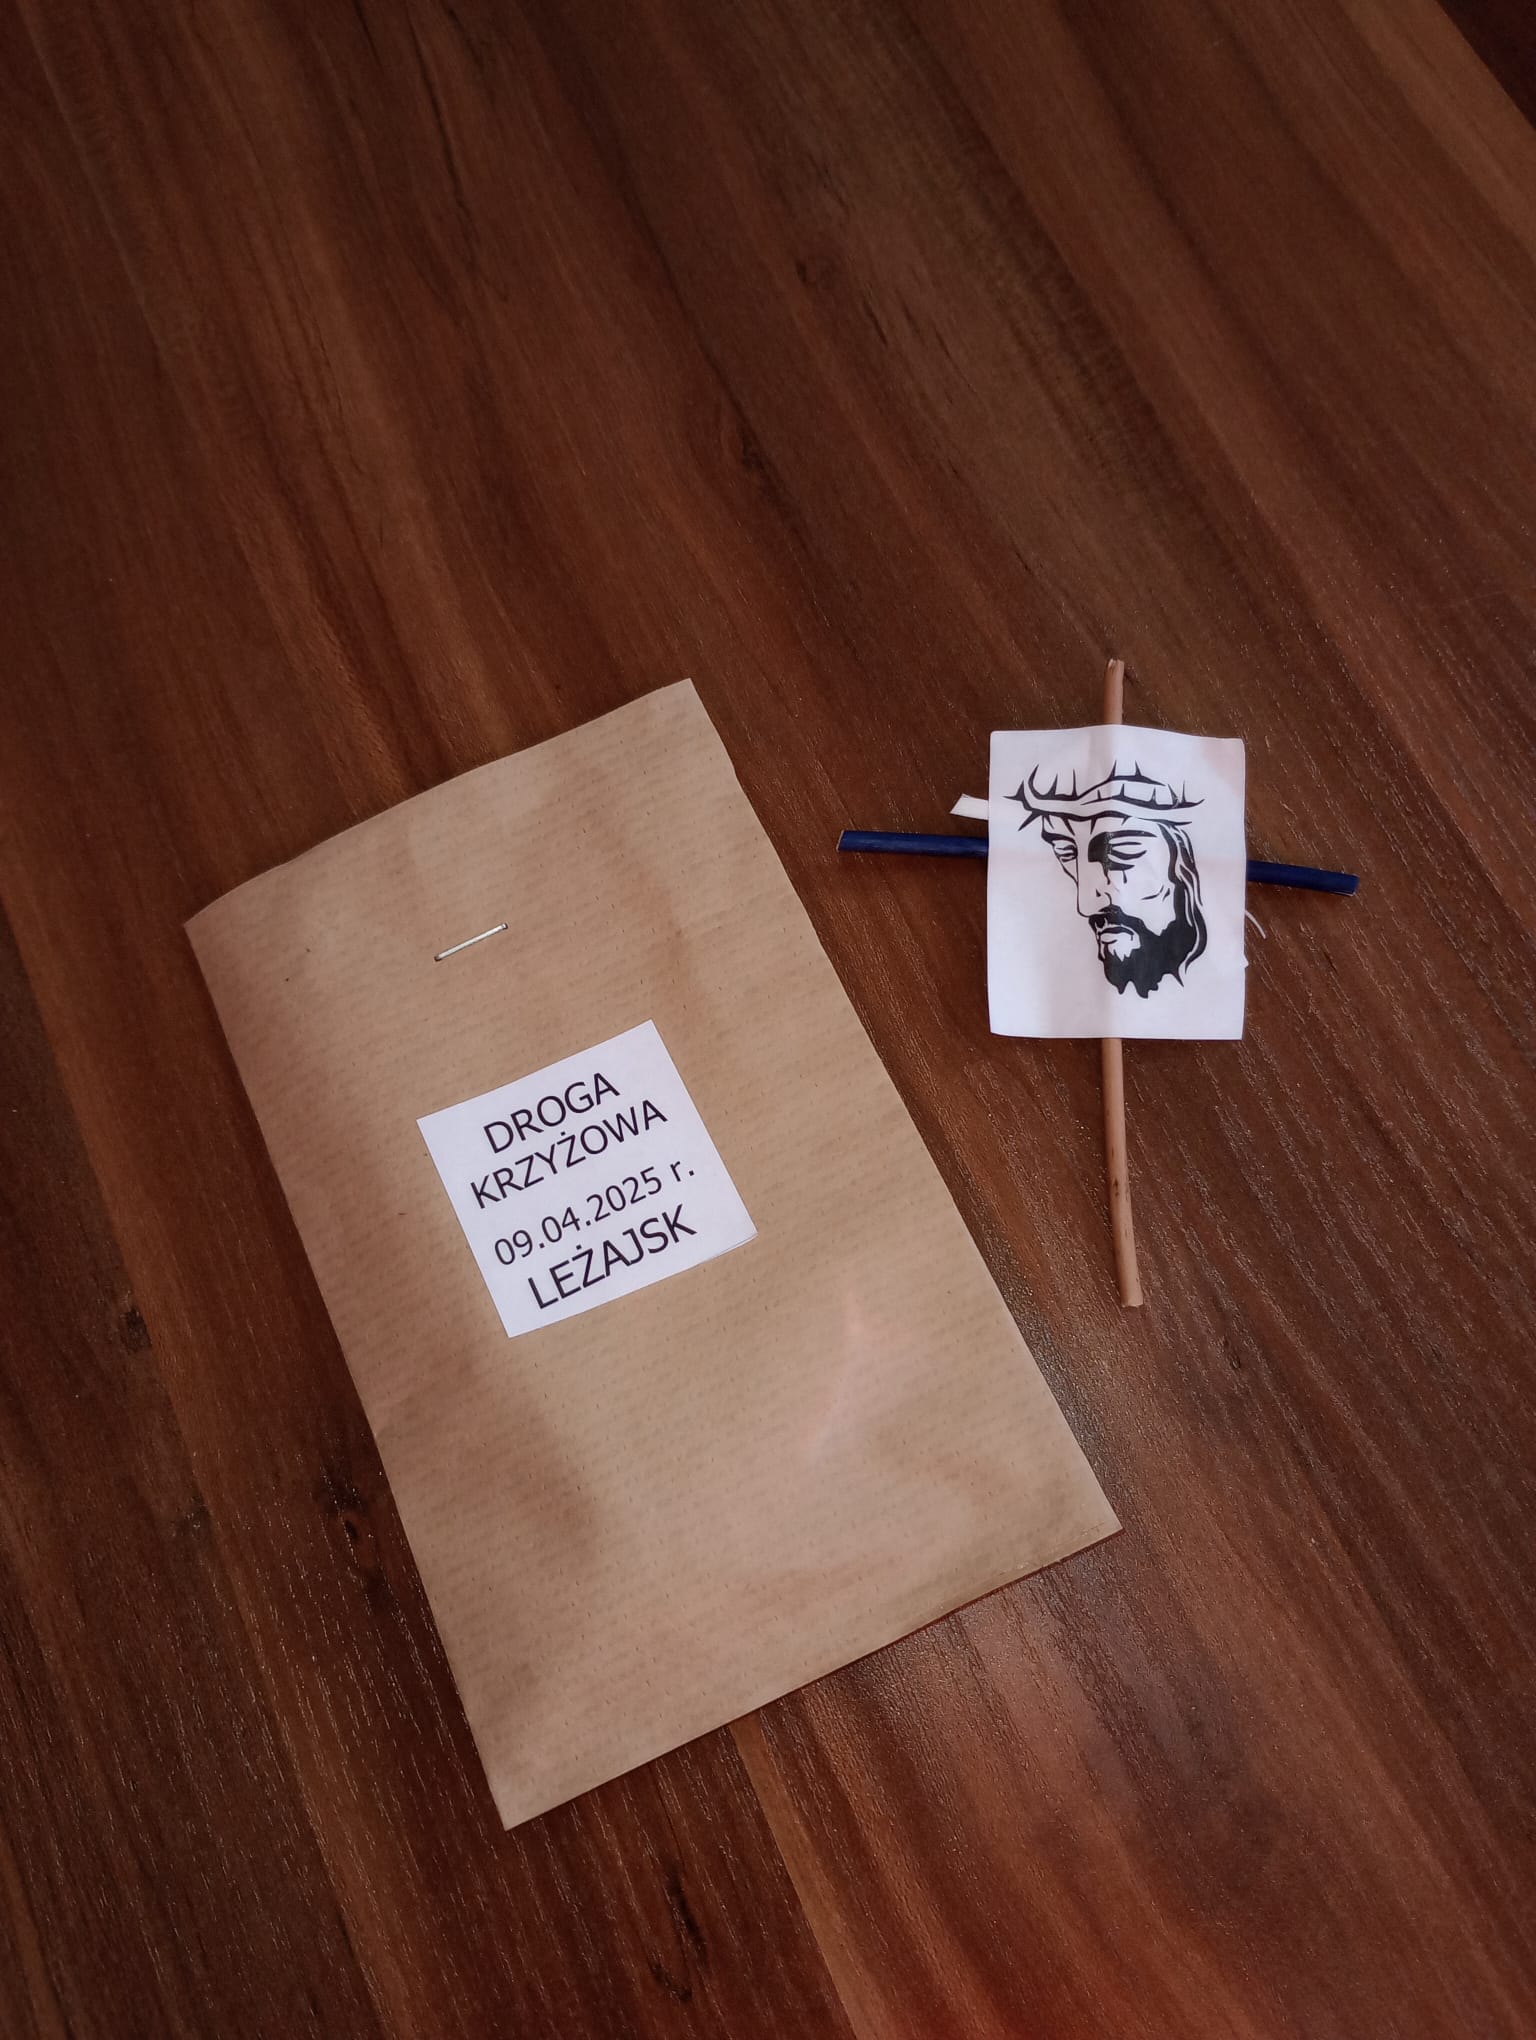 DROGA
KRZYŻOWA
09.04.2025 r.
LEŻAJSK